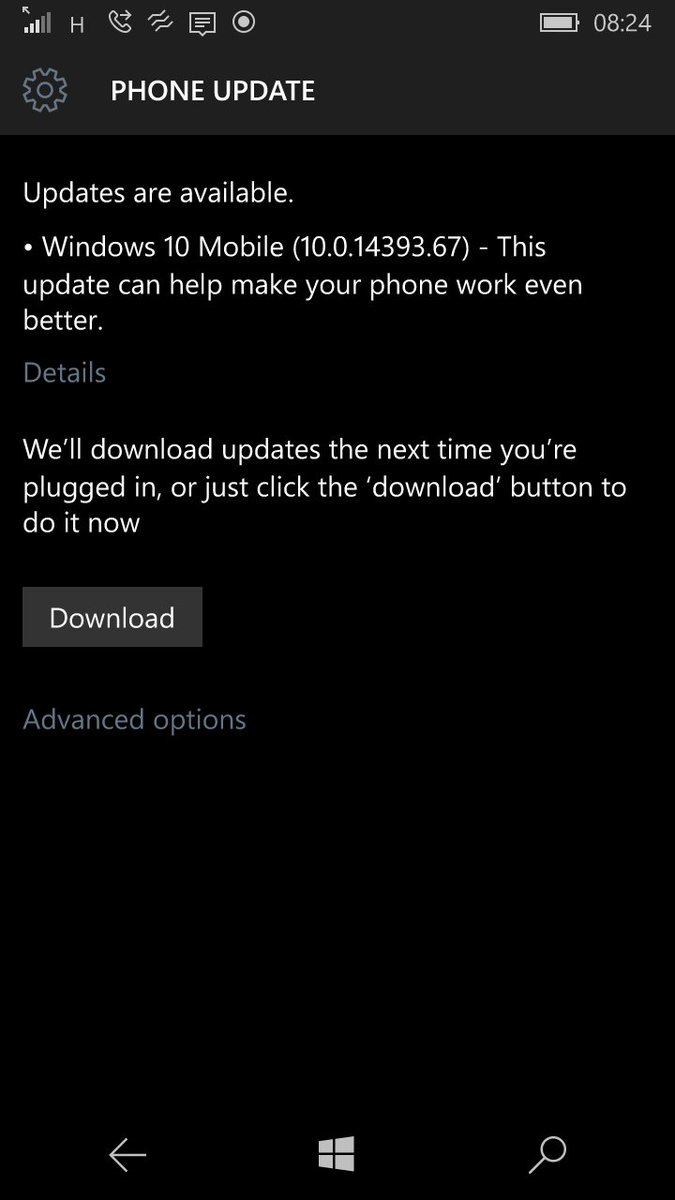 H 08:24
PHONE UPDATE
Updates are available.
• Windows 10 Mobile (10.0.14393.67) - This
update can help make your phone work even
better.
Details
We’ll download updates the next time you’re
plugged in, or just click the ‘download’ button to
do it now
Download
Advanced options